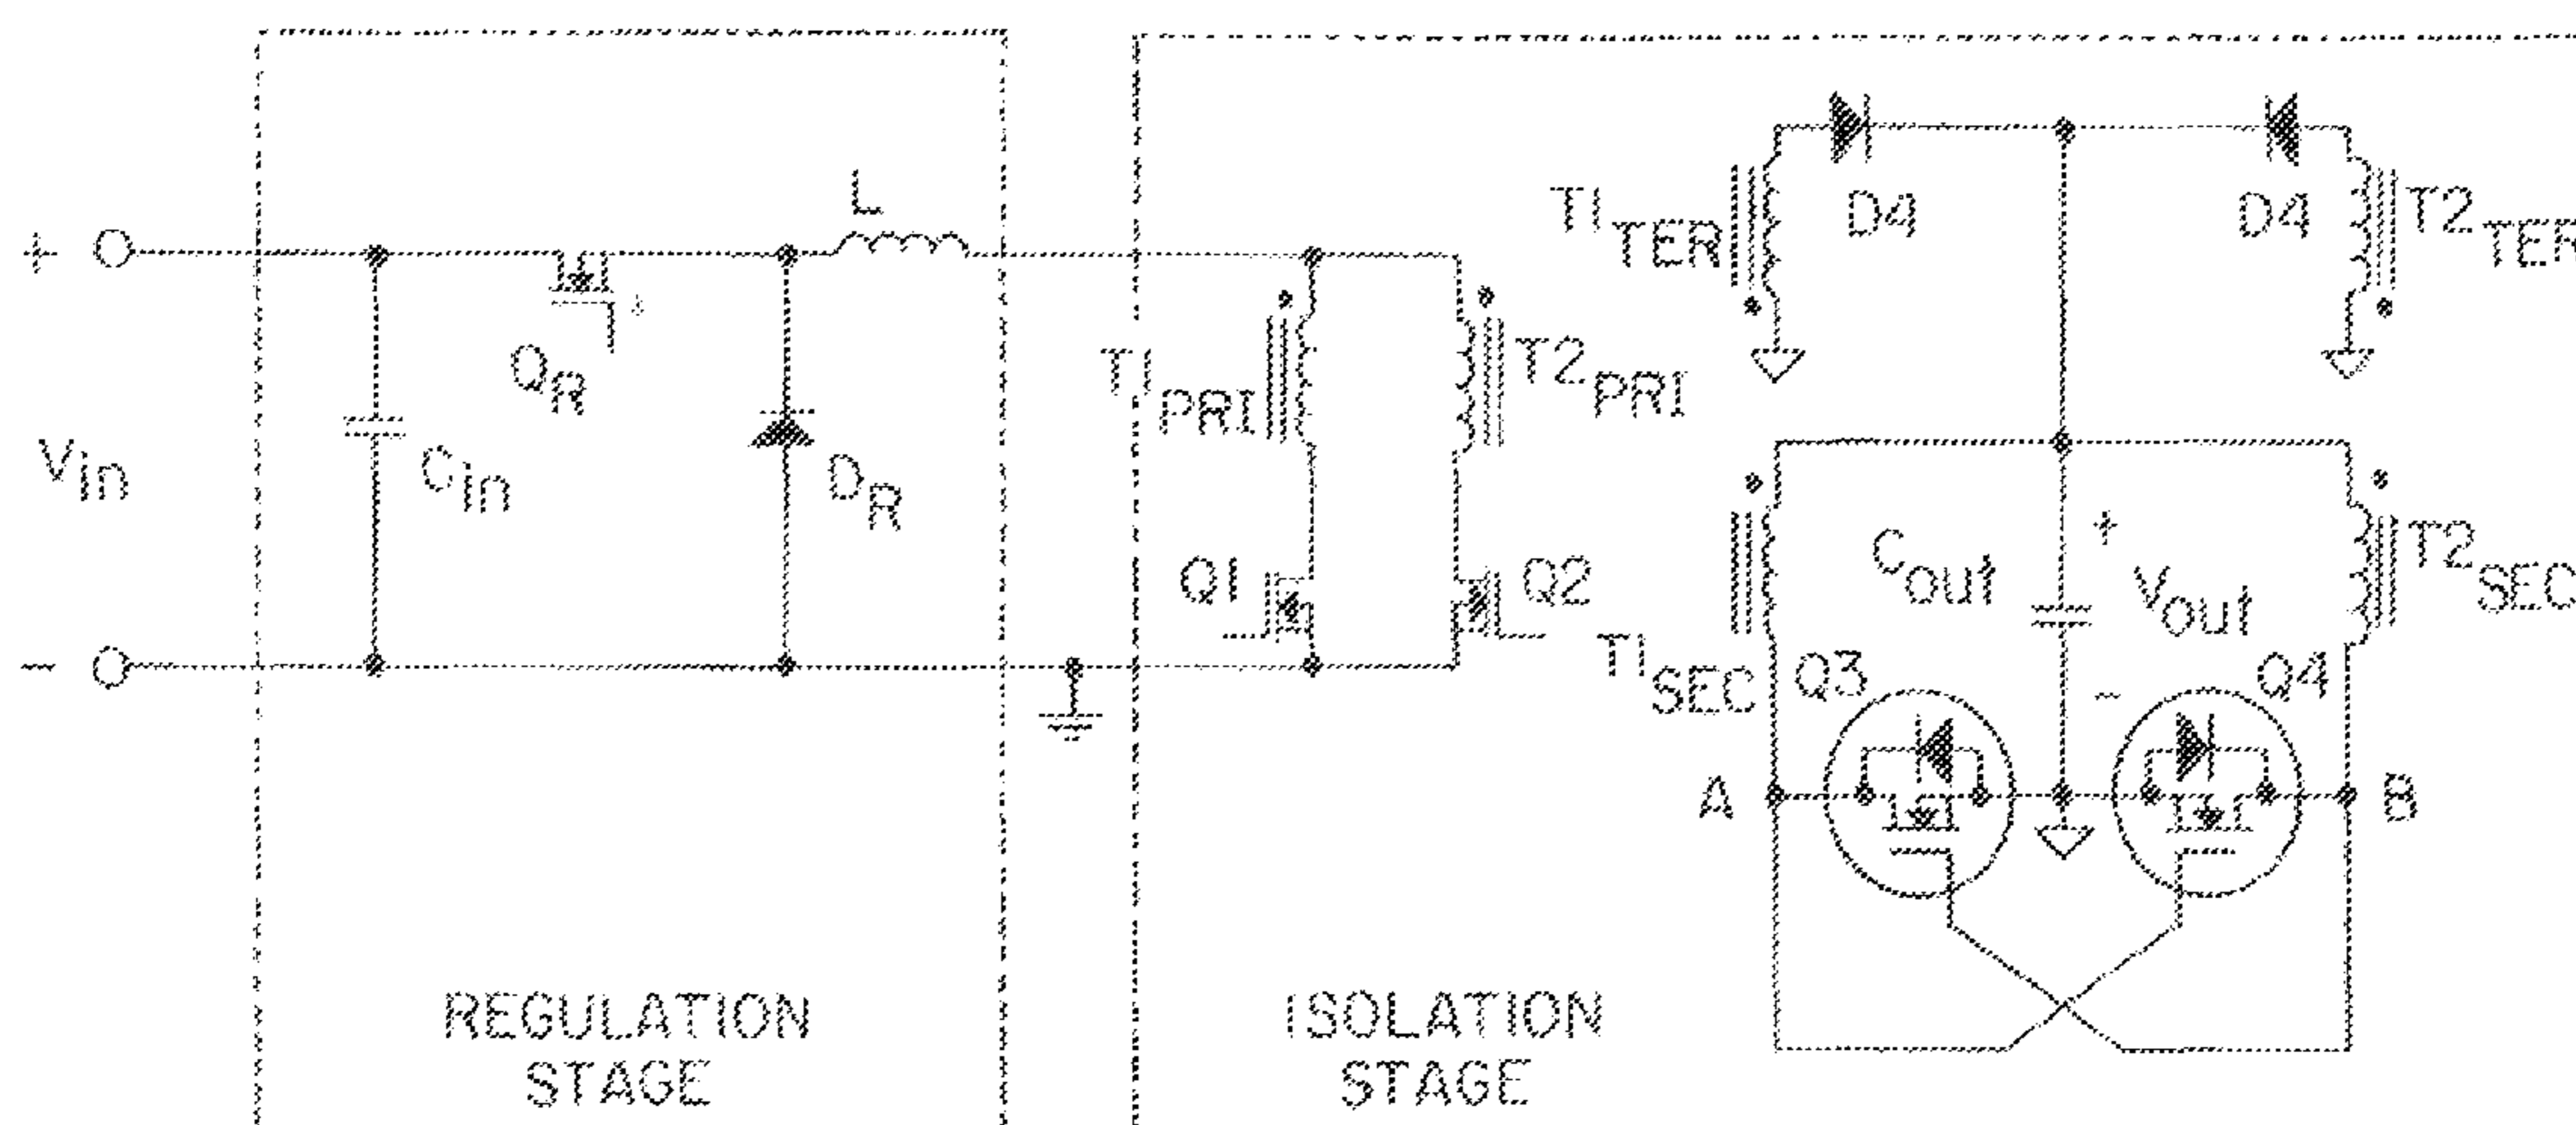 L
T1TER
D4
D4
T2TER
+
QR
T1PRI
T2PRI
Vin
Cin
DR
Q1
Q2
Cout
+
Vout
T2SEC
−
T1SEC
Q3
−
Q4
A
B
REGULATION
STAGE
ISOLATION
STAGE